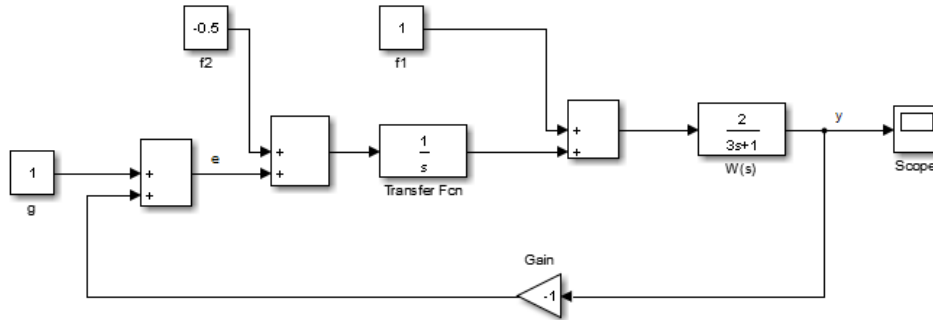 -0.5
f2
1
f1
+
+
1
s
Transfer Fcn
+
+
2
3s+1
W(s)
y
Scope
1
g
+
+
e
Gain
-1